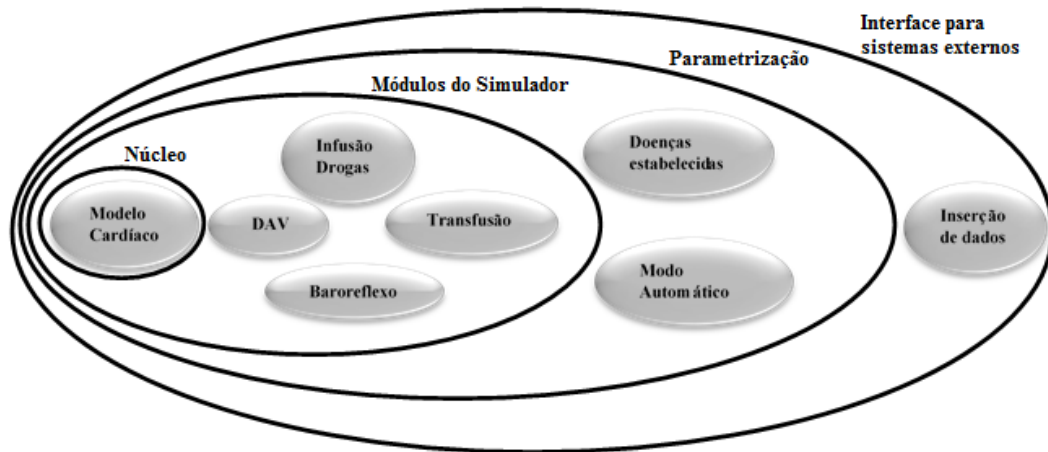 Interface para
sistemas externos
Parametrização
Módulos do Simulador
Núcleo
Infusão
Drogas
Doenças
estabelecidas
Modelo
Cardíaco
DAV
Transfusão
Inserção
de dados
Baroreflexo
Modo
Automático